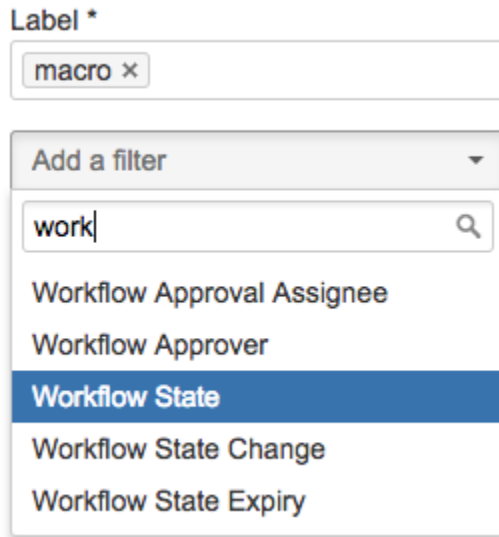 Label *
macro ×
Add a filter
work
Workflow Approval Assignee
Workflow Approver
Workflow State
Workflow State Change
Workflow State Expiry